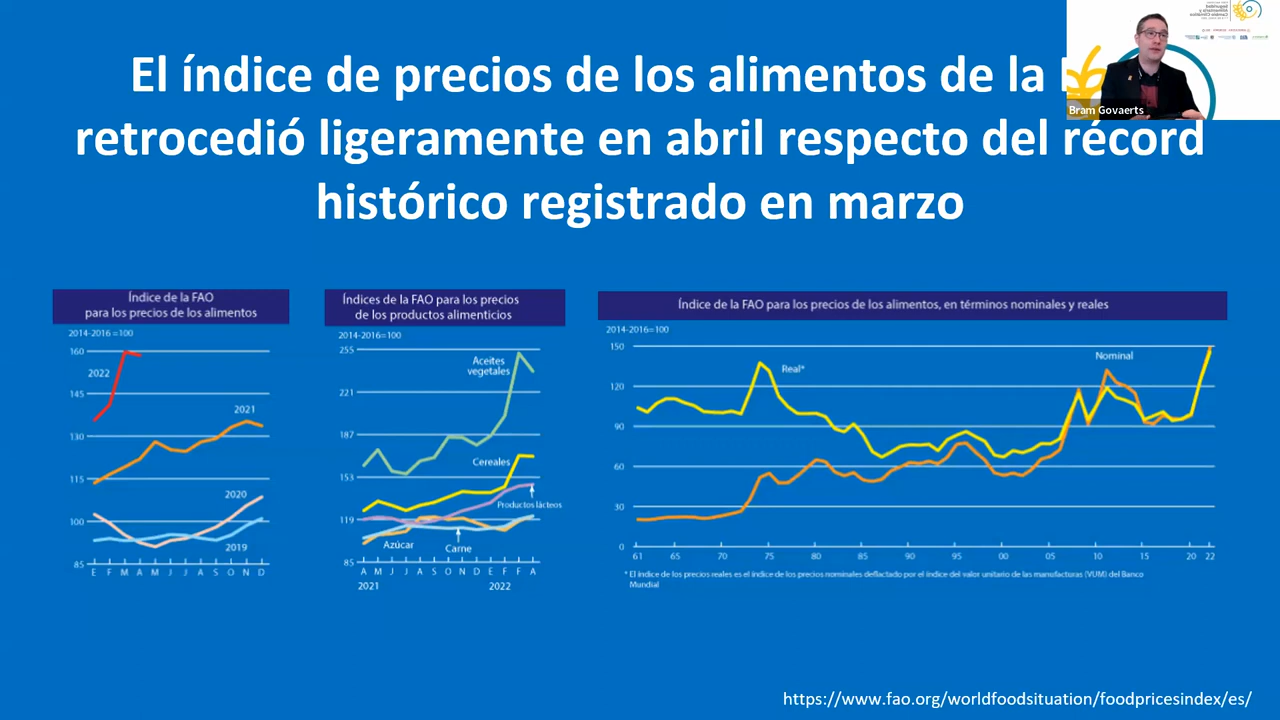 El índice de precios de los alimentos de la
retrocedió ligeramente en abril respecto del récord
histórico registrado en marzo
Bram Govaerts
Índice de la FAO
para los precios de los alimentos
2014-2016 =100
160
145
130
115
100
85
2022
2021
2020
2019
E F M A M J J A S O N D
Índices de la FAO para los precios
de los productos alimenticios
2014-2016=100
255
221
187
153
119
85
Aceites
vegetales
Cereales
Productos lácteos
Azúcar
Carne
A M J J A S O N D E F F A
2021 2022
Índice de la FAO para los precios de los alimentos, en términos nominales y reales
2014-2016=100
150
120
90
60
30
0
Real*
Nominal
61 65 70 75 80 85 90 95 00 05 10 15 20 22
* El índice de los precios reales es el índice de los precios nominales deflactado por el índice del valor unitario de las manufacturas (VUM) del Banco
Mundial
https://www.fao.org/worldfoodsituation/foodpricesindex/es/